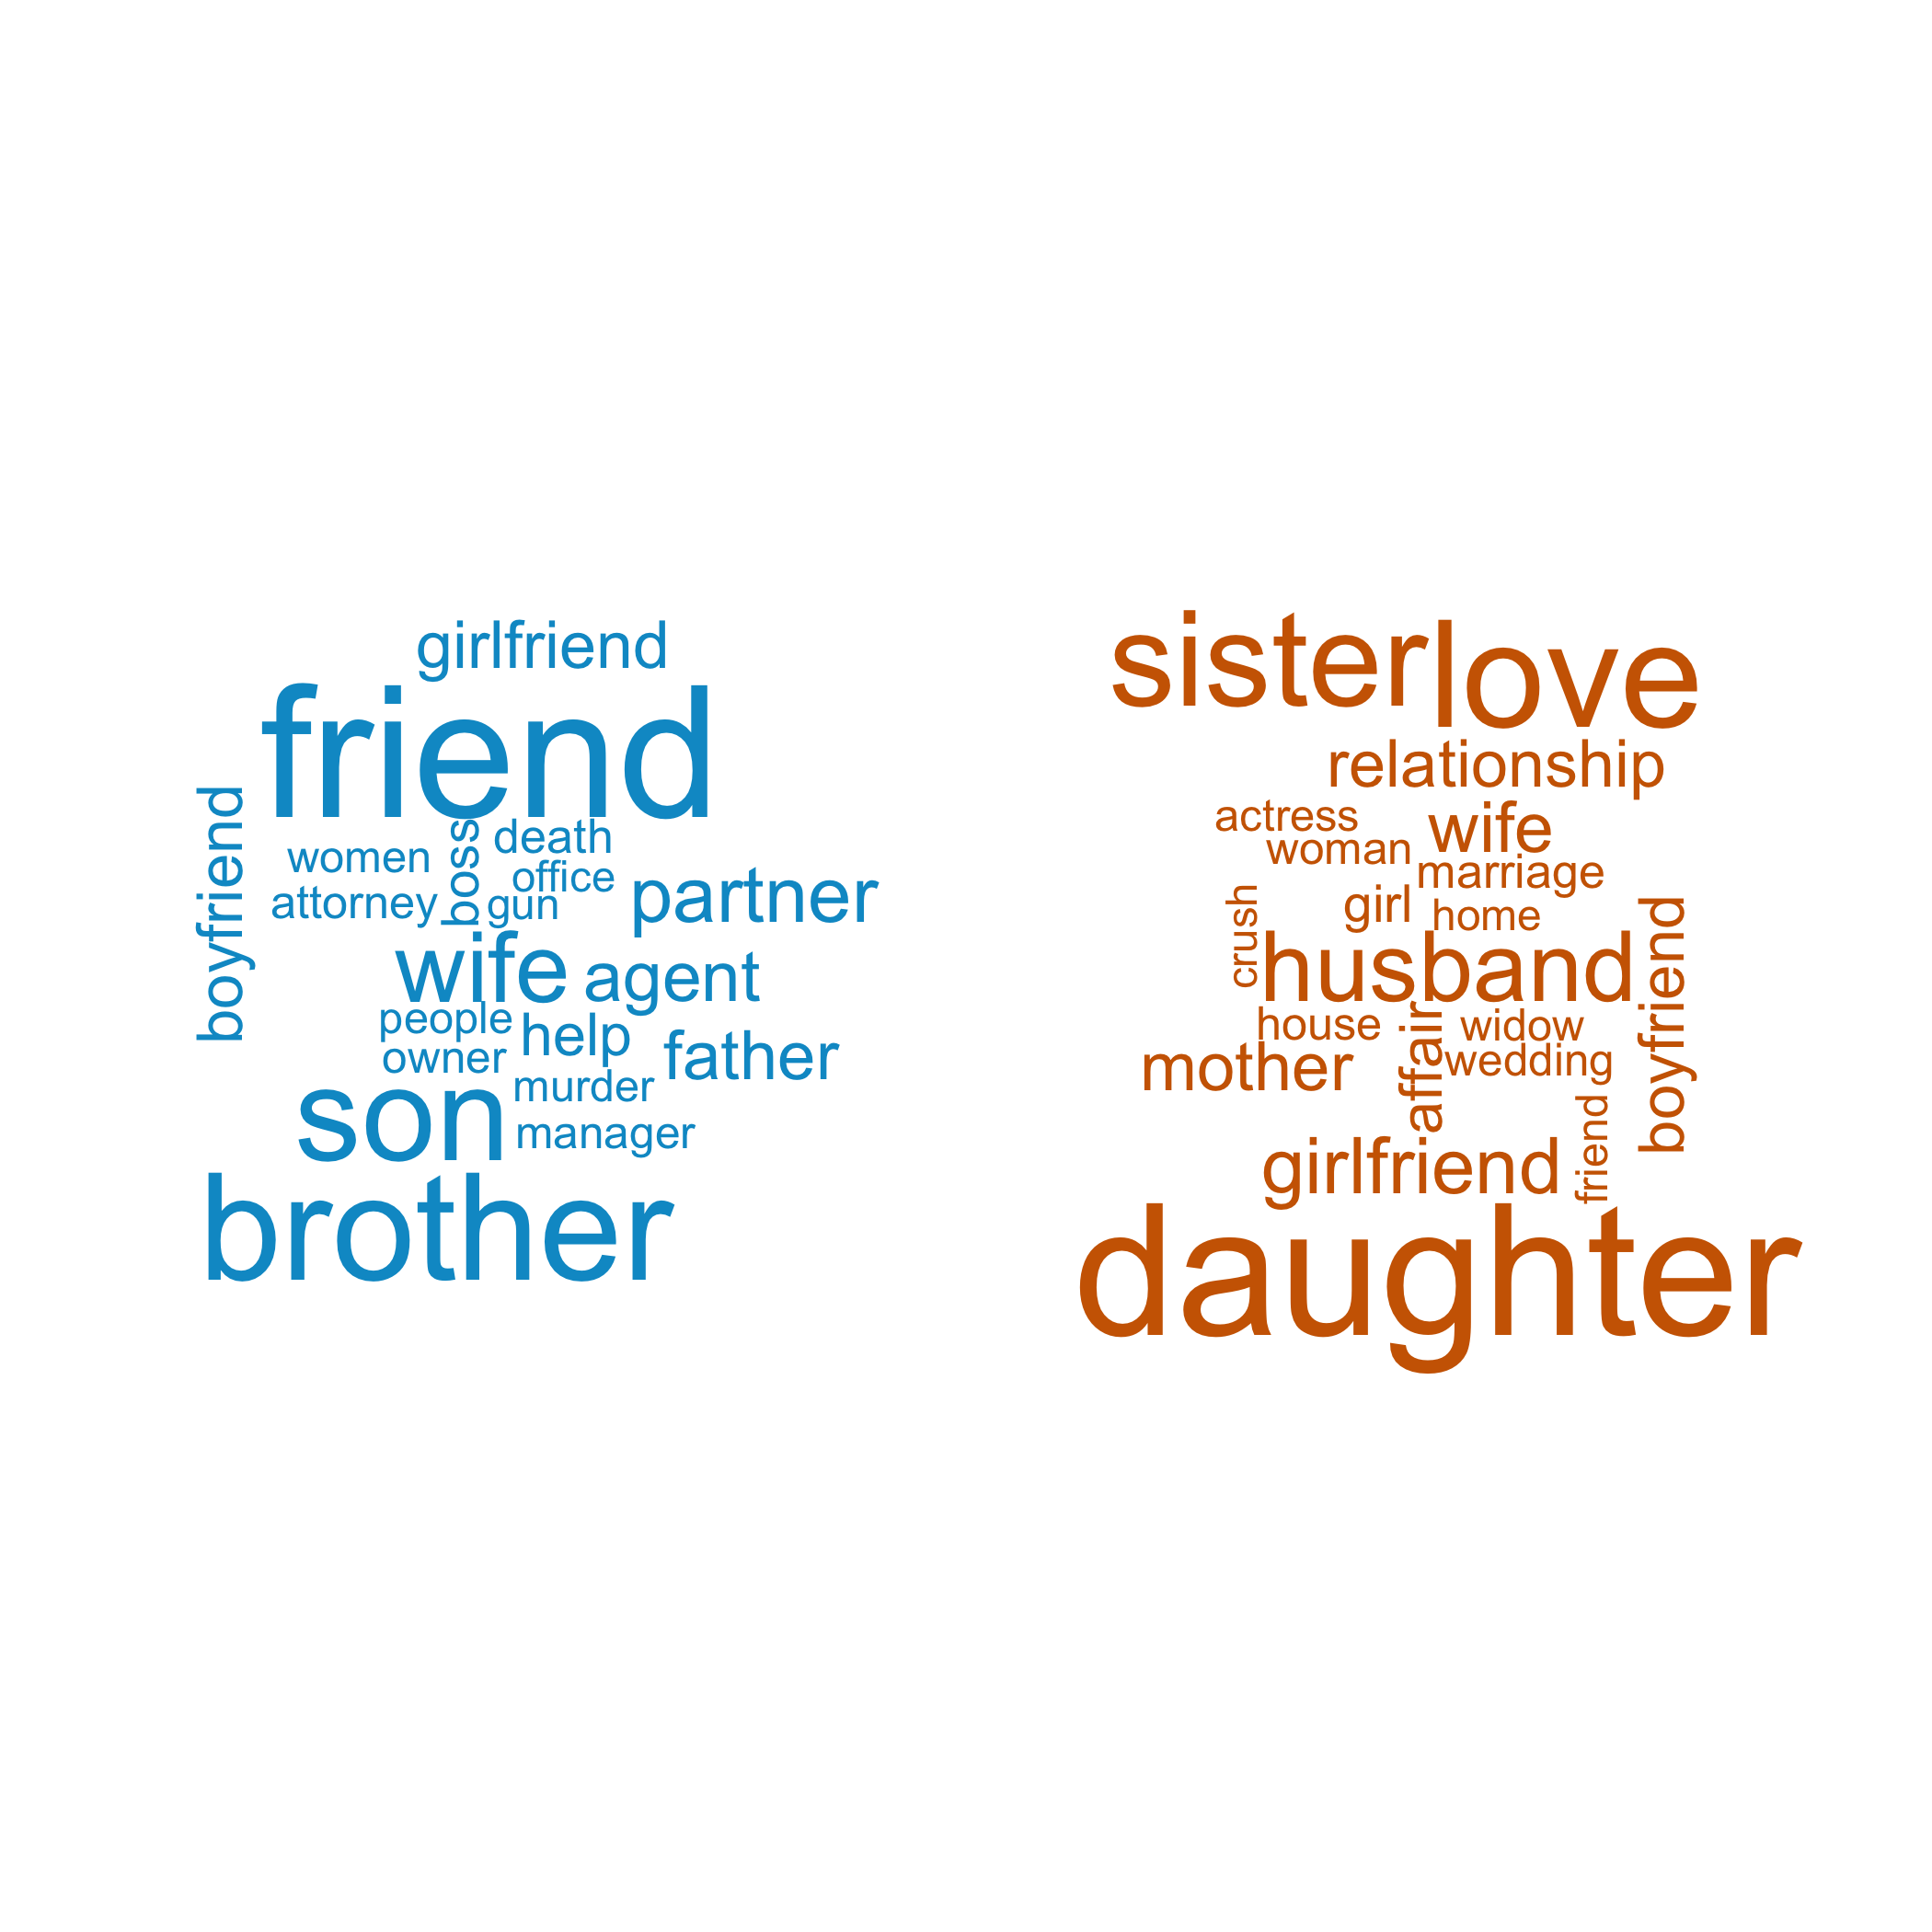 girlfriend
friend
boyfriend
women
boss
death
office
attorney
gun
partner
wife
agent
people
help
owner
father
murder
son
manager
brother
sister
love
relationship
actress
wife
woman
marriage
crush
girl
home
husband
boyfriend
house
affair
widow
mother
wedding
friend
girlfriend
daughter